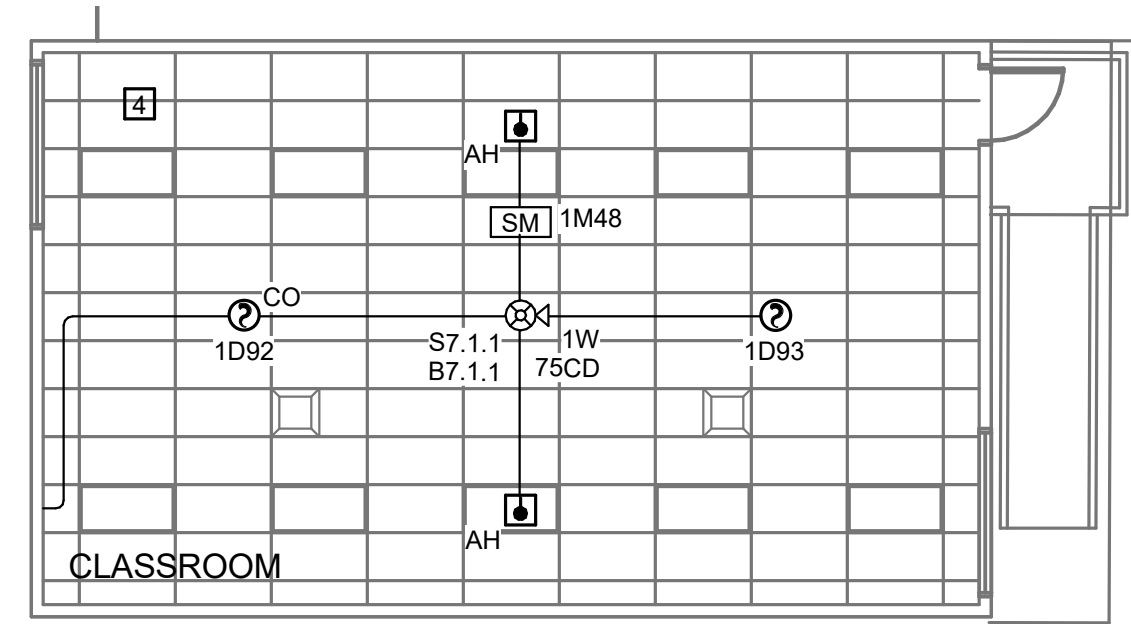 4
AH
SM 1M48
CO
1D92
S7.1.1
B7.1.1
1W
75CD
1D93
AH
CLASSROOM